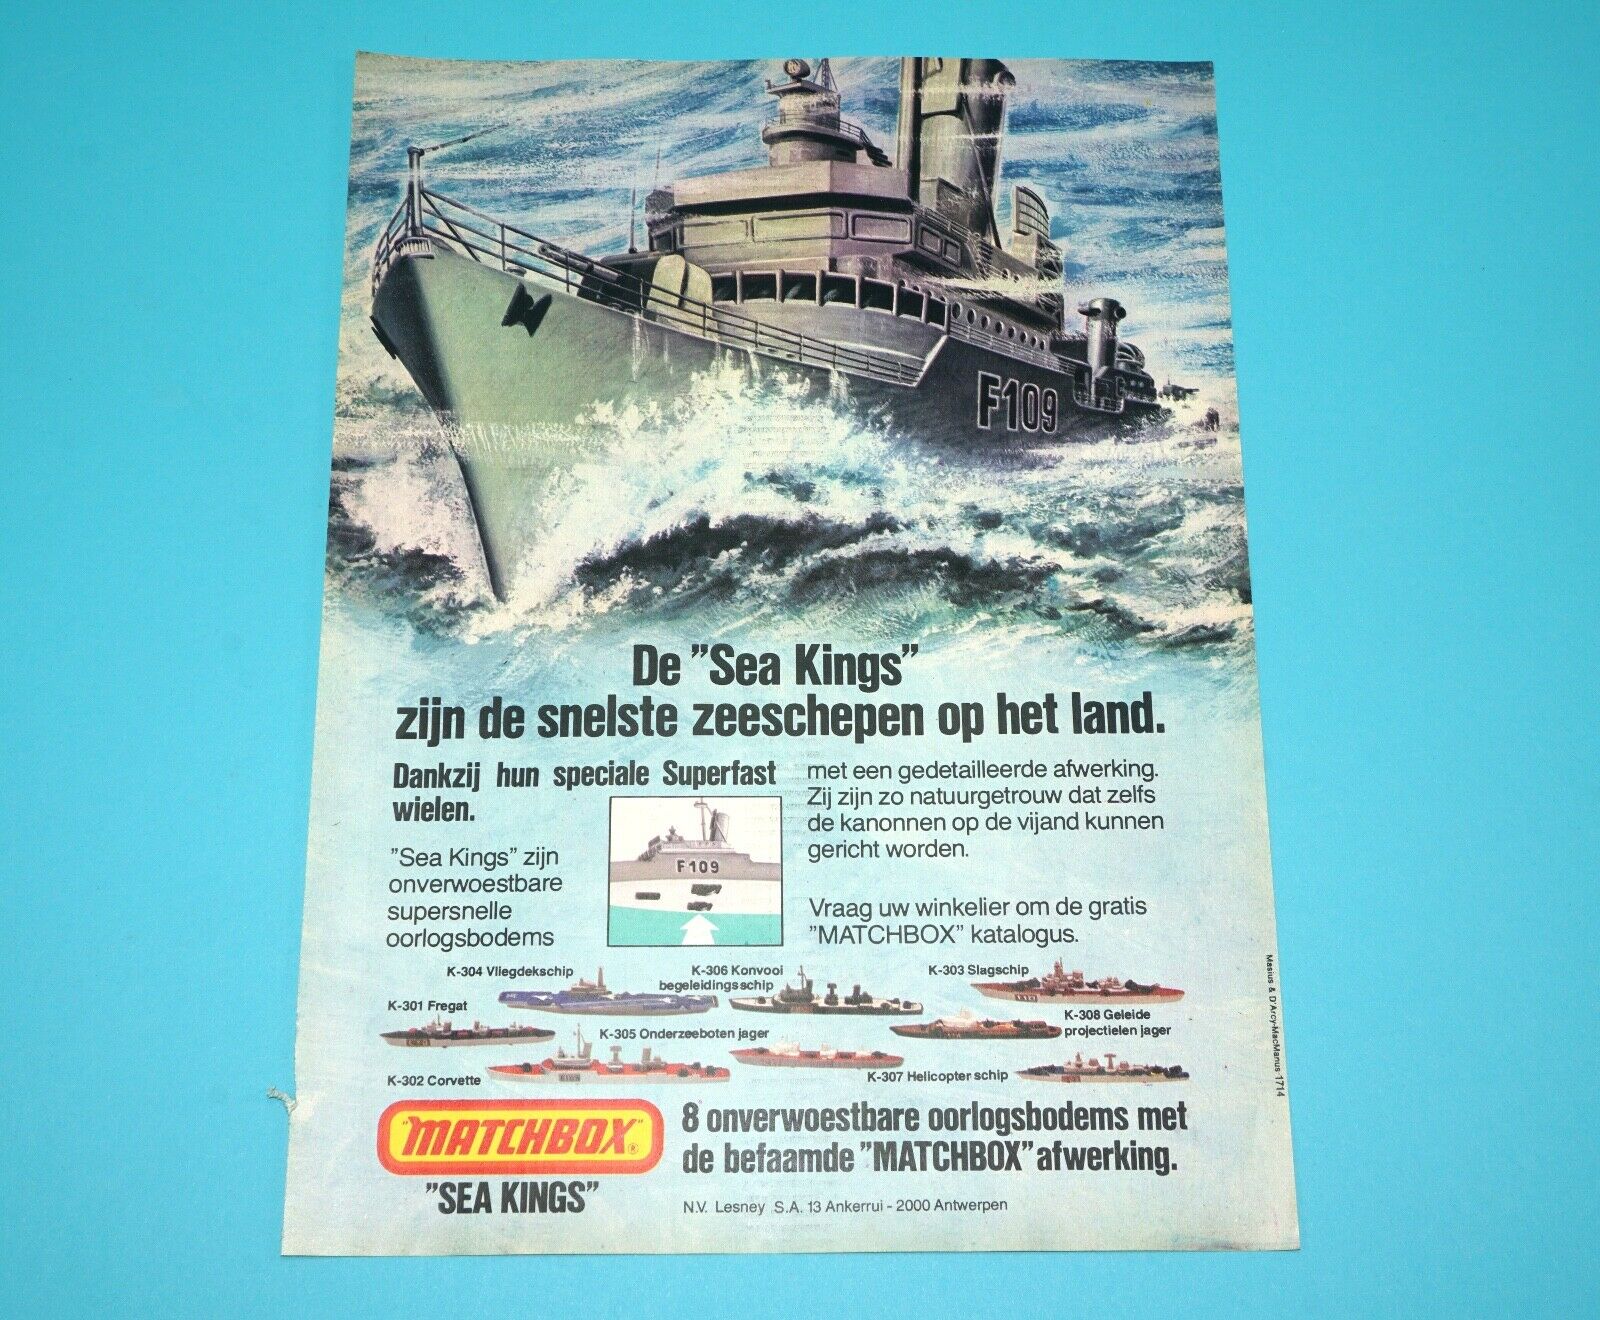 F109
De "Sea Kings"
zijn de snelste zeeschepen op het land.
Dankzij hun speciale Superfast
wielen.
"Sea Kings" zijn
onverwoestbare
supersnelle
oorlogsbodems
F109
met een gedetailleerde afwerking.
Zij zijn zo natuurgetrouw dat zelfs
de kanonnen op de vijand kunnen
gericht worden.
Vraag uw winkelier om de gratis
"MATCHBOX" katalogus.
K-304 Vliegdekschip
K-306 Konvooi
begeleidingsschip
K-303 Slagschip
K-301 Fregat
K-305 Onderzeeboten jager
K-308 Geleide
projectielen jager
K-302 Corvette
K-307 Helicopter schip
Masius & D'Arcy-MacManus 1714
"MATCHBOX"®
"SEA KINGS"
8 onverwoestbare oorlogsbodems met
de befaamde "MATCHBOX" afwerking.
N.V. Lesney S.A. 13 Ankerrui - 2000 Antwerpen